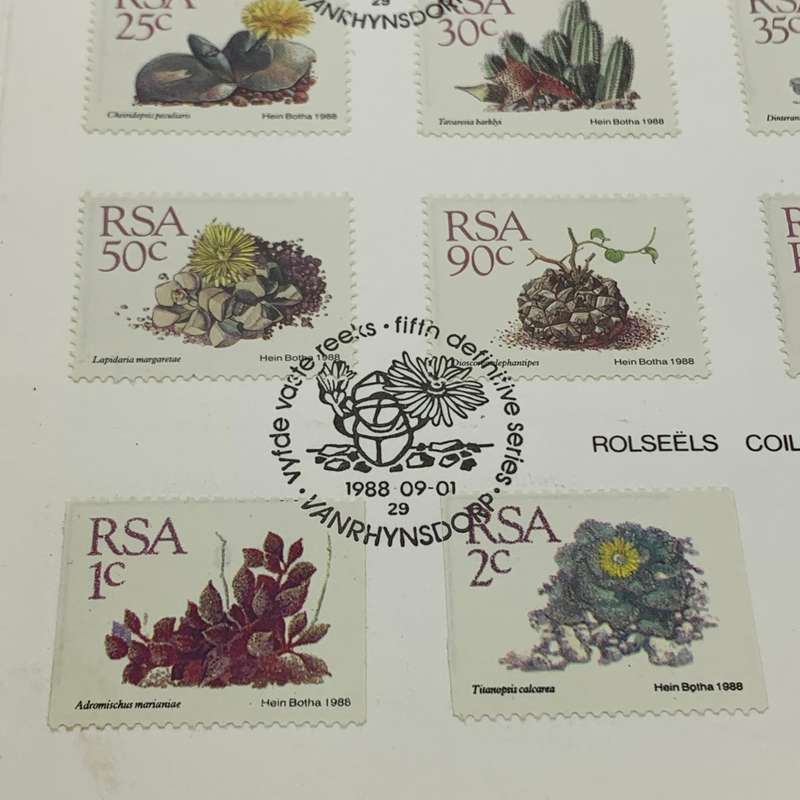 RSA
25c
Cheiridopsis peculiaris
Hein Botha 1988
29
VANRHYNSDORP
RSA
30c
Tavaresia barklyi
Hein Botha 1988
35c
RSA
50c
Lapidaria margaretae
Hein Botha 1988
RSA
90c
Dioscorea elephantipes
Hein Botha 1988
vyfde vaste reeks · fifth definitive series ·
1988-09-01
29
VANRHYNSDORP
ROLSEËLS COIL
RSA
1c
Adromischus marianiae
Hein Botha 1988
RSA
2c
Titanopsis calcarea
Hein Botha 1988